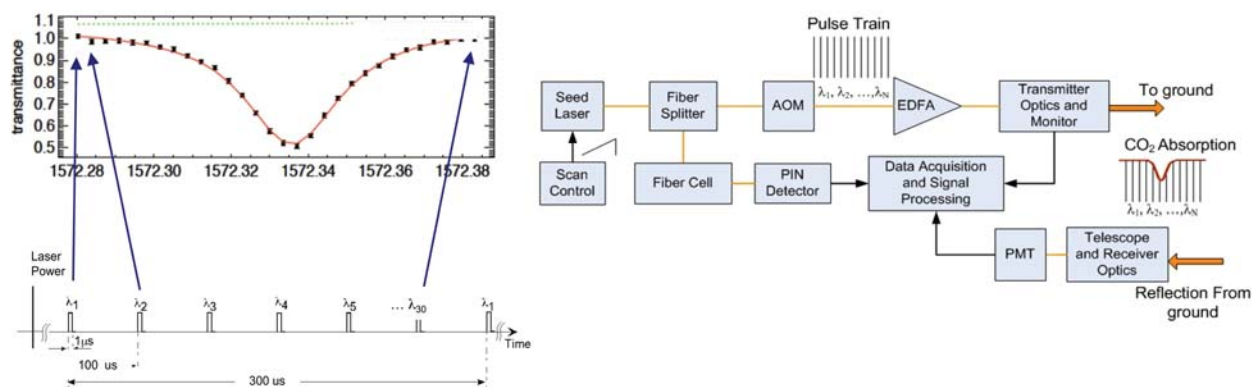 1.1
1.0
0.9
0.8
0.7
0.6
0.5
transmittance
1572.28 1572.30 1572.32 1572.34 1572.36 1572.38
Laser
Power
λ1 λ2 λ3 λ4 λ5 ... λ30 λ1
Time
1µs
100 us
300 us
Pulse Train
λ1, λ2, ...,λN
Seed
Laser
Fiber
Splitter
AOM
EDFA
Transmitter
Optics and
Monitor
To ground
Scan
Control
Fiber Cell
PIN
Detector
Data Acquisition
and Signal
Processing
CO2 Absorption
λ1, λ2, ...,λN
PMT
Telescope
and Receiver
Optics
Reflection From
ground